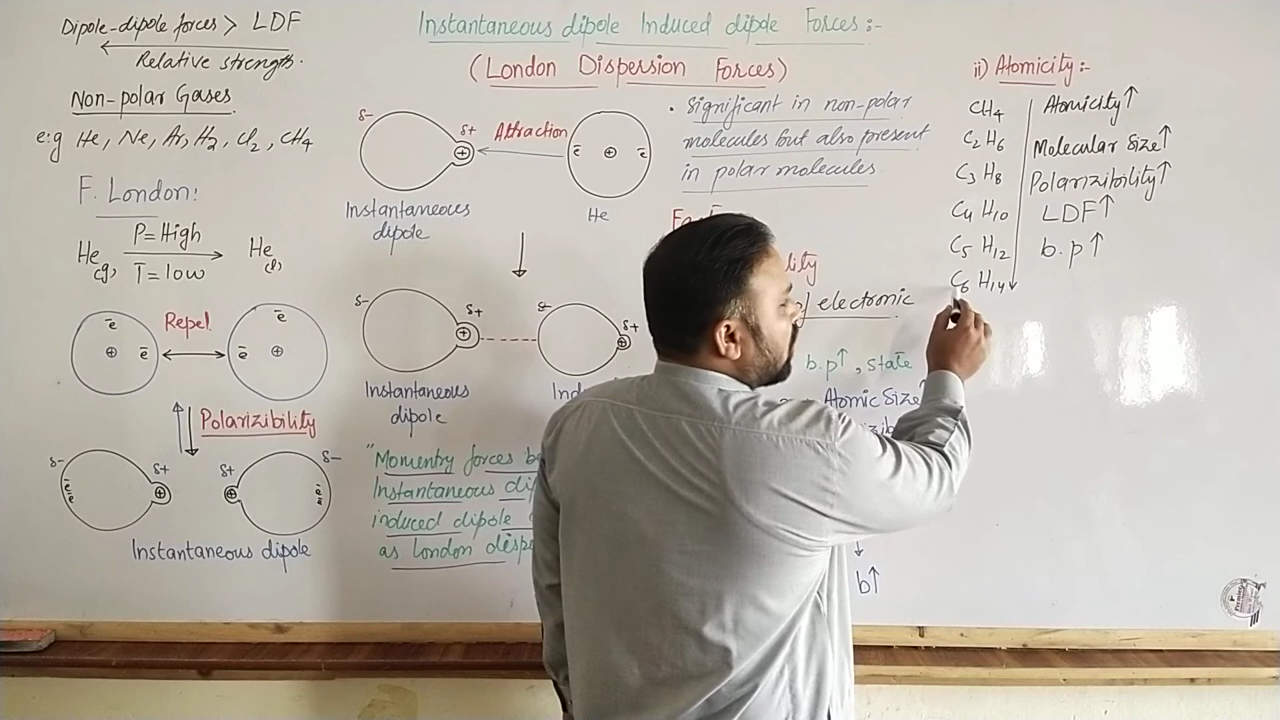 Dipole-dipole forces > LDF
Relative strength.
Non-polar Gases
e:g He, Ne, Ar, H2, Cl2, CH4
F. London:
He(g) P=High He(l)
T=low
ē ē
Repel
ē ē
Polarizibility
δ- δ+ δ+ δ-
Instantaneous dipole
Instantaneous dipole Induced dipole Forces:-
(London Dispersion Forces)
δ- δ+ Attraction ē ē
Instantaneous
dipole
He
δ- δ+ δ+
Instantaneous
dipole
"Momentry forces
Instantaneous
induced dipole
as london
• Significant in non-polar
molecules but also present
in polar molecules.
electronic
b.p↑, state
Atomic Size↑
b↑
ii) Atomicity:-
CH4
C2H6
C3H8
C4H10
C5H12
C6H14
Atomicity↑
Molecular Size↑
Polarizibility↑
LDF↑
b.p↑